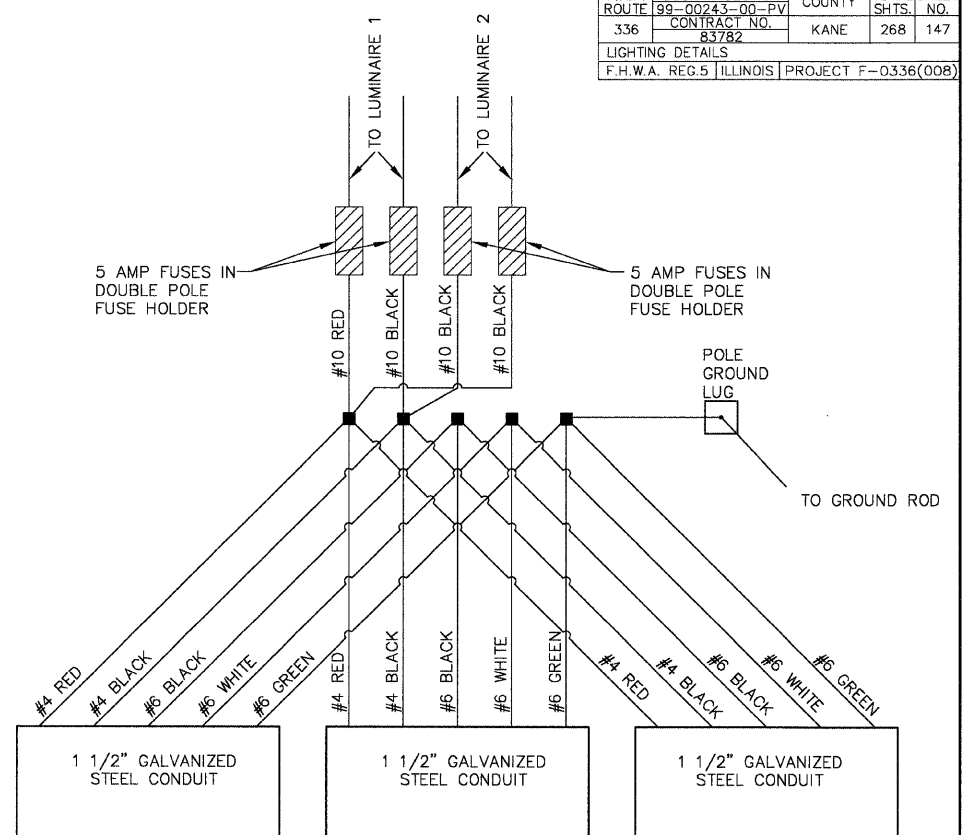 ROUTE 99-00243-00-PV COUNTY SHTS. NO.
336 CONTRACT NO. 83782 KANE 268 147
LIGHTING DETAILS
F.H.W.A. REG.5 ILLINOIS PROJECT F-0336(008)
TO LUMINAIRE 1
TO LUMINAIRE 2
5 AMP FUSES IN
DOUBLE POLE
FUSE HOLDER
5 AMP FUSES IN
DOUBLE POLE
FUSE HOLDER
#10 RED
#10 BLACK
#10 BLACK
#10 BLACK
POLE
GROUND
LUG
TO GROUND ROD
#4 RED
#4 BLACK
#6 BLACK
#6 WHITE
#6 GREEN
#4 RED
#4 BLACK
#6 BLACK
#6 WHITE
#6 GREEN
#4 RED
#4 BLACK
#6 BLACK
#6 WHITE
#6 GREEN
1 1/2" GALVANIZED
STEEL CONDUIT
1 1/2" GALVANIZED
STEEL CONDUIT
1 1/2" GALVANIZED
STEEL CONDUIT